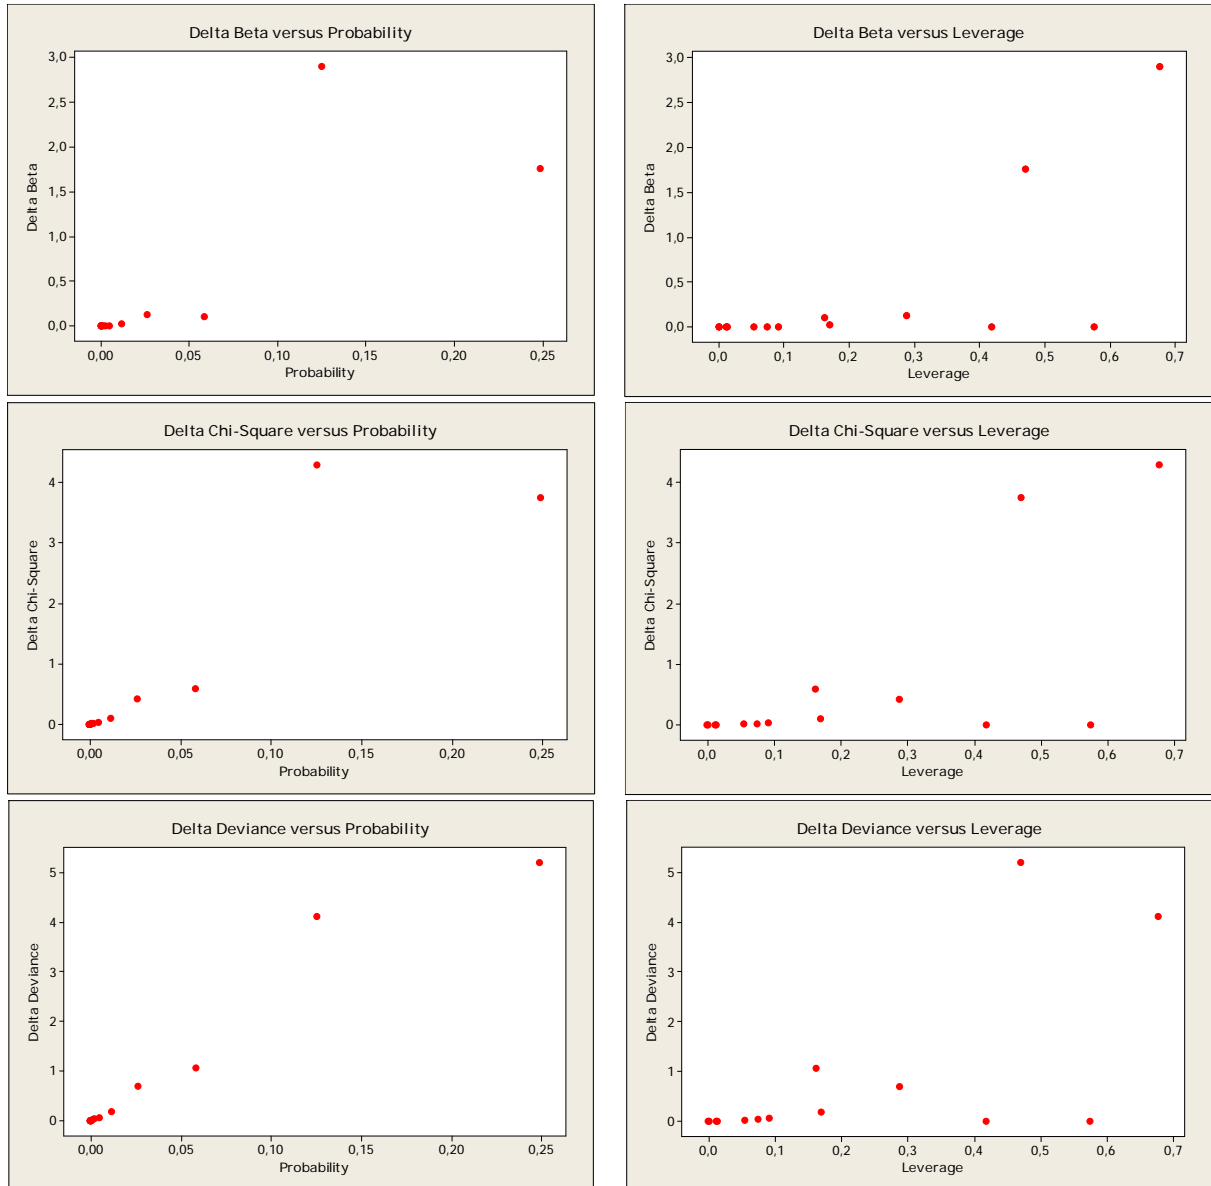 Delta Beta versus Probability
3,0
2,5
2,0
1,5
1,0
0,5
0,0
Delta Beta
0,00 0,05 0,10 0,15 0,20 0,25
Probability
Delta Beta versus Leverage
3,0
2,5
2,0
1,5
1,0
0,5
0,0
Delta Beta
0,0 0,1 0,2 0,3 0,4 0,5 0,6 0,7
Leverage
Delta Chi-Square versus Probability
4
3
2
1
0
Delta Chi-Square
0,00 0,05 0,10 0,15 0,20 0,25
Probability
Delta Chi-Square versus Leverage
4
3
2
1
0
Delta Chi-Square
0,0 0,1 0,2 0,3 0,4 0,5 0,6 0,7
Leverage
Delta Deviance versus Probability
5
4
3
2
1
0
Delta Deviance
0,00 0,05 0,10 0,15 0,20 0,25
Probability
Delta Deviance versus Leverage
5
4
3
2
1
0
Delta Deviance
0,0 0,1 0,2 0,3 0,4 0,5 0,6 0,7
Leverage